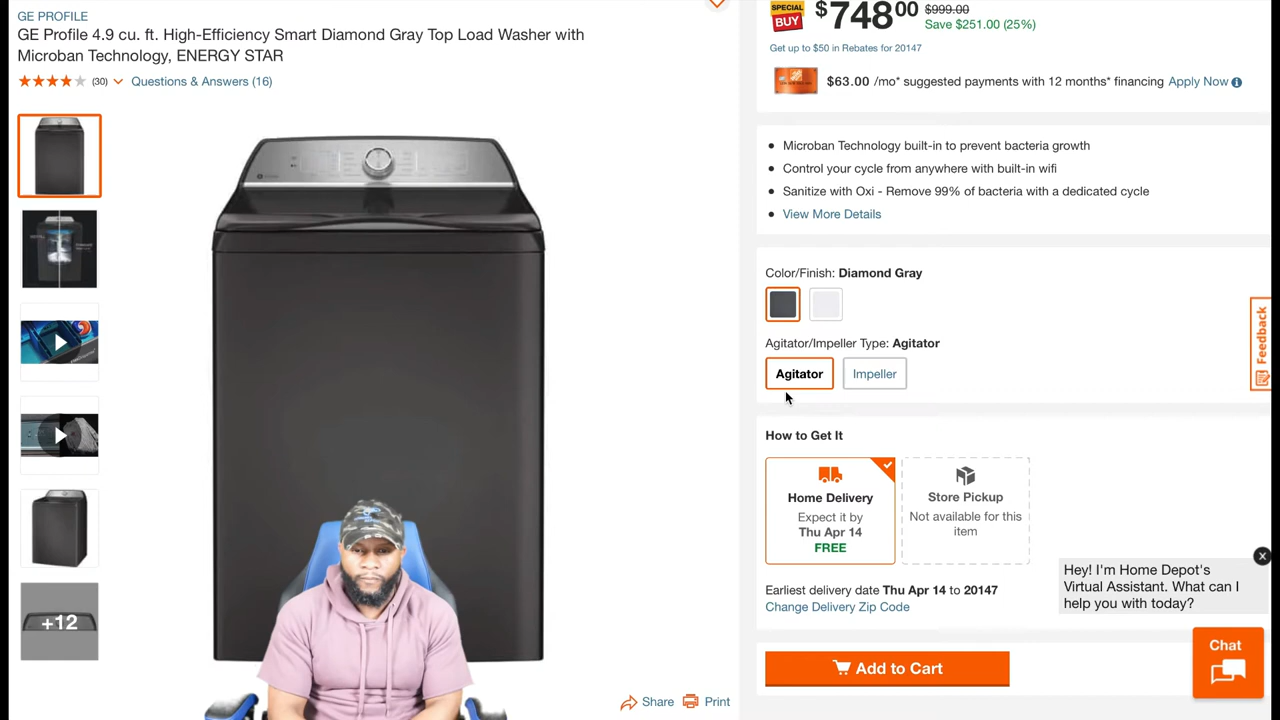 GE PROFILE
GE Profile 4.9 cu. ft. High-Efficiency Smart Diamond Gray Top Load Washer with
Microban Technology, ENERGY STAR
(30) Questions & Answers (16)
+12
Share Print
SPECIAL
BUY
$748⁰⁰ $999.00
Save $251.00 (25%)
Get up to $50 in Rebates for 20147
$63.00 /mo* suggested payments with 12 months* financing Apply Now
• Microban Technology built-in to prevent bacteria growth
• Control your cycle from anywhere with built-in wifi
• Sanitize with Oxi - Remove 99% of bacteria with a dedicated cycle
• View More Details
Color/Finish: Diamond Gray
Agitator/Impeller Type: Agitator
Agitator Impeller
How to Get It
Home Delivery
Expect it by
Thu Apr 14
FREE
Store Pickup
Not available for this
item
Earliest delivery date Thu Apr 14 to 20147
Change Delivery Zip Code
Add to Cart
Feedback
Hey! I'm Home Depot's
Virtual Assistant. What can I
help you with today?
Chat